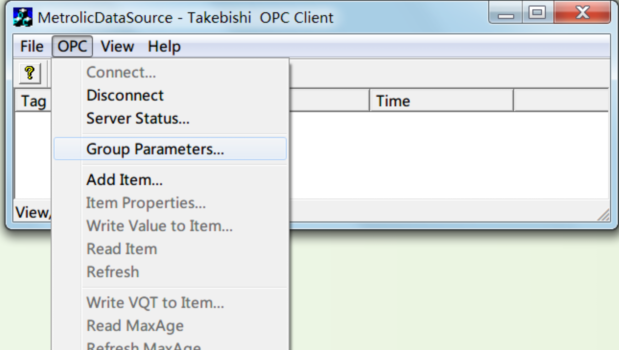 MetrolicDataSource - Takebishi OPC Client
File OPC View Help
Connect...
Tag Time
Disconnect
Server Status...
Group Parameters...
Add Item...
Item Properties...
View/
Write Value to Item...
Read Item
Refresh
Write VQT to Item...
Read MaxAge
Refresh MaxAge